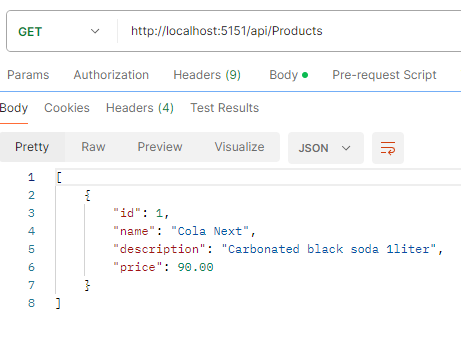 GET http://localhost:5151/api/Products
Params Authorization Headers (9) Body Pre-request Script
Body Cookies Headers (4) Test Results
Pretty Raw Preview Visualize JSON
1 [
2 {
3 "id": 1,
4 "name": "Cola Next",
5 "description": "Carbonated black soda 1liter",
6 "price": 90.00
7 }
8 ]